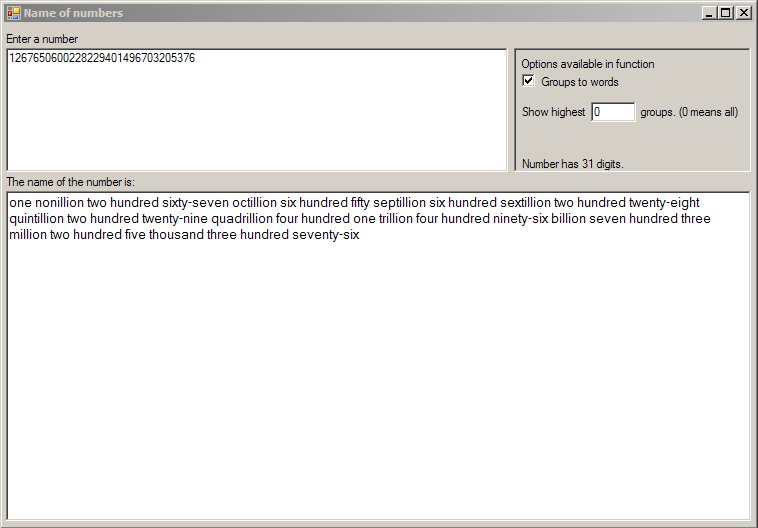 Name of numbers
Enter a number
1267650600228229401496703205376
Options available in function
Groups to words
Show highest 0 groups. (0 means all)
Number has 31 digits.
The name of the number is:
one nonillion two hundred sixty-seven octillion six hundred fifty septillion six hundred sextillion two hundred twenty-eight
quintillion two hundred twenty-nine quadrillion four hundred one trillion four hundred ninety-six billion seven hundred three
million two hundred five thousand three hundred seventy-six